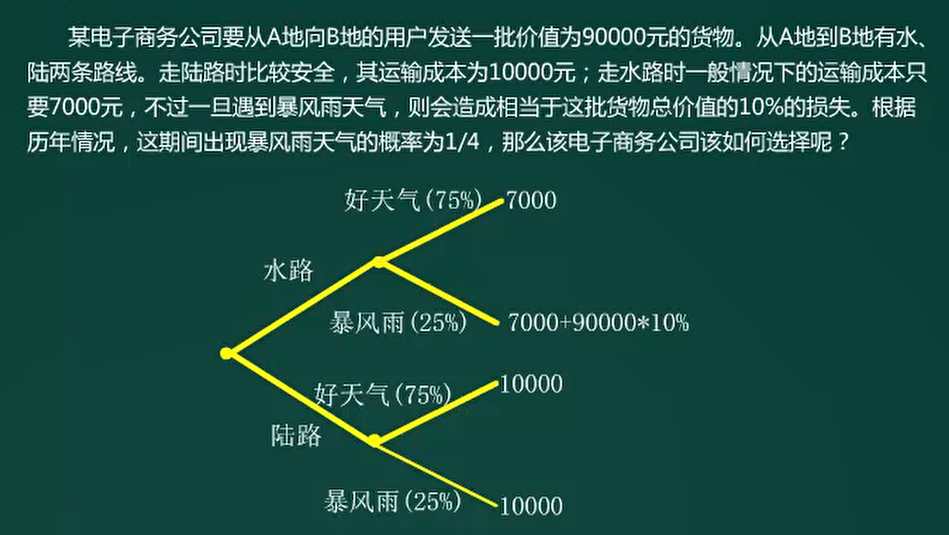 某电子商务公司要从A地向B地的用户发送一批价值为90000元的货物。从A地到B地有水、
陆两条路线。走陆路时比较安全，其运输成本为10000元；走水路时一般情况下的运输成本只
要7000元，不过一旦遇到暴风雨天气，则会造成相当于这批货物总价值的10%的损失。根据
历年情况，这期间出现暴风雨天气的概率为1/4，那么该电子商务公司该如何选择呢？
好天气(75%) 7000
水路
暴风雨(25%) 7000+90000*10%
好天气(75%) 10000
陆路
暴风雨(25%) 10000